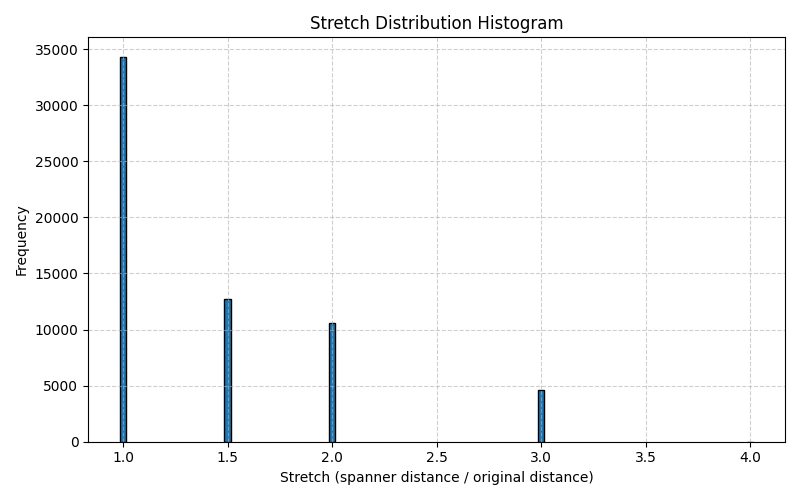 Stretch Distribution Histogram
35000
30000
25000
20000
15000
10000
5000
0
Frequency
1.0 1.5 2.0 2.5 3.0 3.5 4.0
Stretch (spanner distance / original distance)